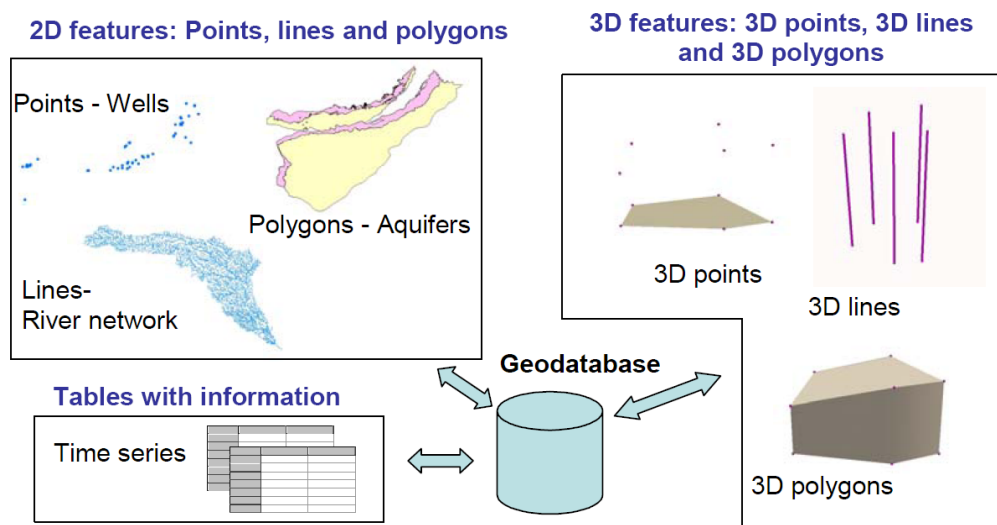 2D features: Points, lines and polygons
Points - Wells
Polygons - Aquifers
Lines-
River network
3D features: 3D points, 3D lines
and 3D polygons
3D points
3D lines
3D polygons
Geodatabase
Tables with information
Time series